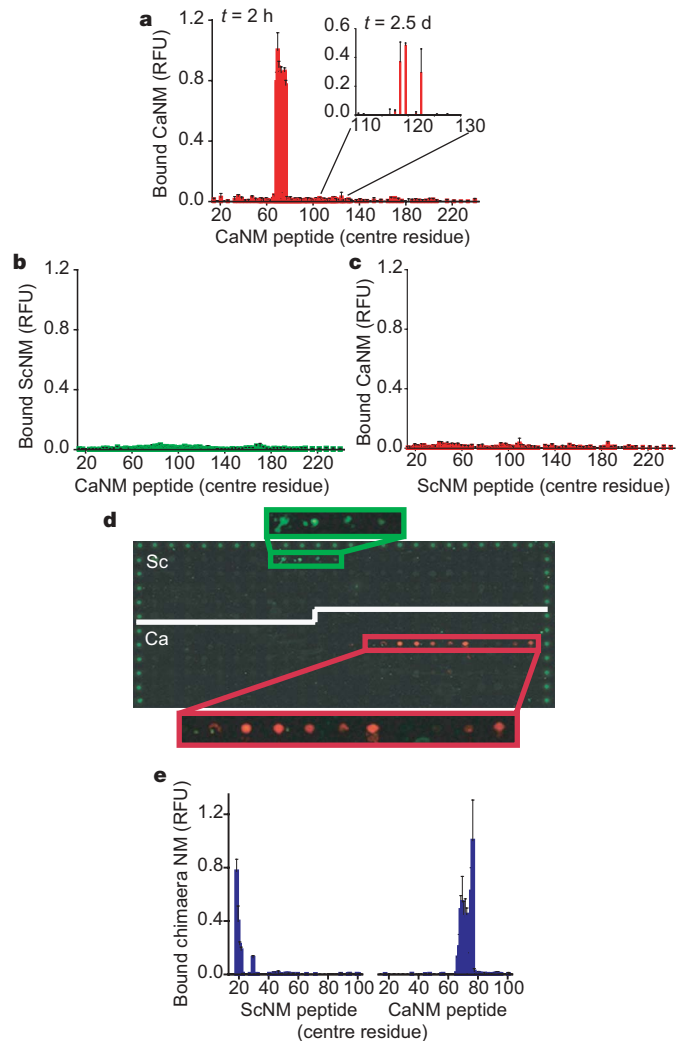 a
t = 2 h
t = 2.5 d
Bound CaNM (RFU)
1.2
0.8
0.4
0.0
0.6
0.4
0.2
0.0
110 120 130
20 60 100 140 180 220
CaNM peptide (centre residue)
b
Bound ScNM (RFU)
1.2
0.4
0.0
20 60 100 140 180 220
CaNM peptide (centre residue)
c
Bound CaNM (RFU)
1.2
0.4
0.0
20 60 100 140 180 220
ScNM peptide (centre residue)
d
Sc
Ca
e
Bound chimaera NM (RFU)
1.2
0.8
0.4
0.0
20 40 60 80 100
20 40 60 80 100
ScNM peptide CaNM peptide
(centre residue)